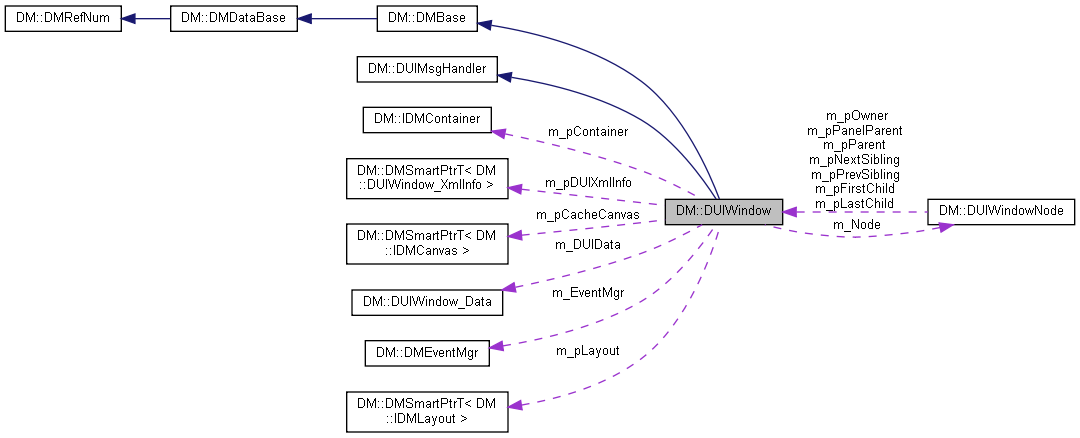 DM::DMRefNum
DM::DMDataBase
DM::DMBase
DM::DUIMsgHandler
DM::IDMContainer
m_pContainer
DM::DMSmartPtrT< DM
::DUIWindow_XmlInfo >
m_pDUIXmlInfo
DM::DMSmartPtrT< DM
::IDMCanvas >
m_pCacheCanvas
DM::DUIWindow_Data
m_DUIData
DM::DMEventMgr
m_EventMgr
DM::DMSmartPtrT< DM
::IDMLayout >
m_pLayout
DM::DUIWindow
m_pOwner
m_pPanelParent
m_pParent
m_pNextSibling
m_pPrevSibling
m_pFirstChild
m_pLastChild
m_Node
DM::DUIWindowNode